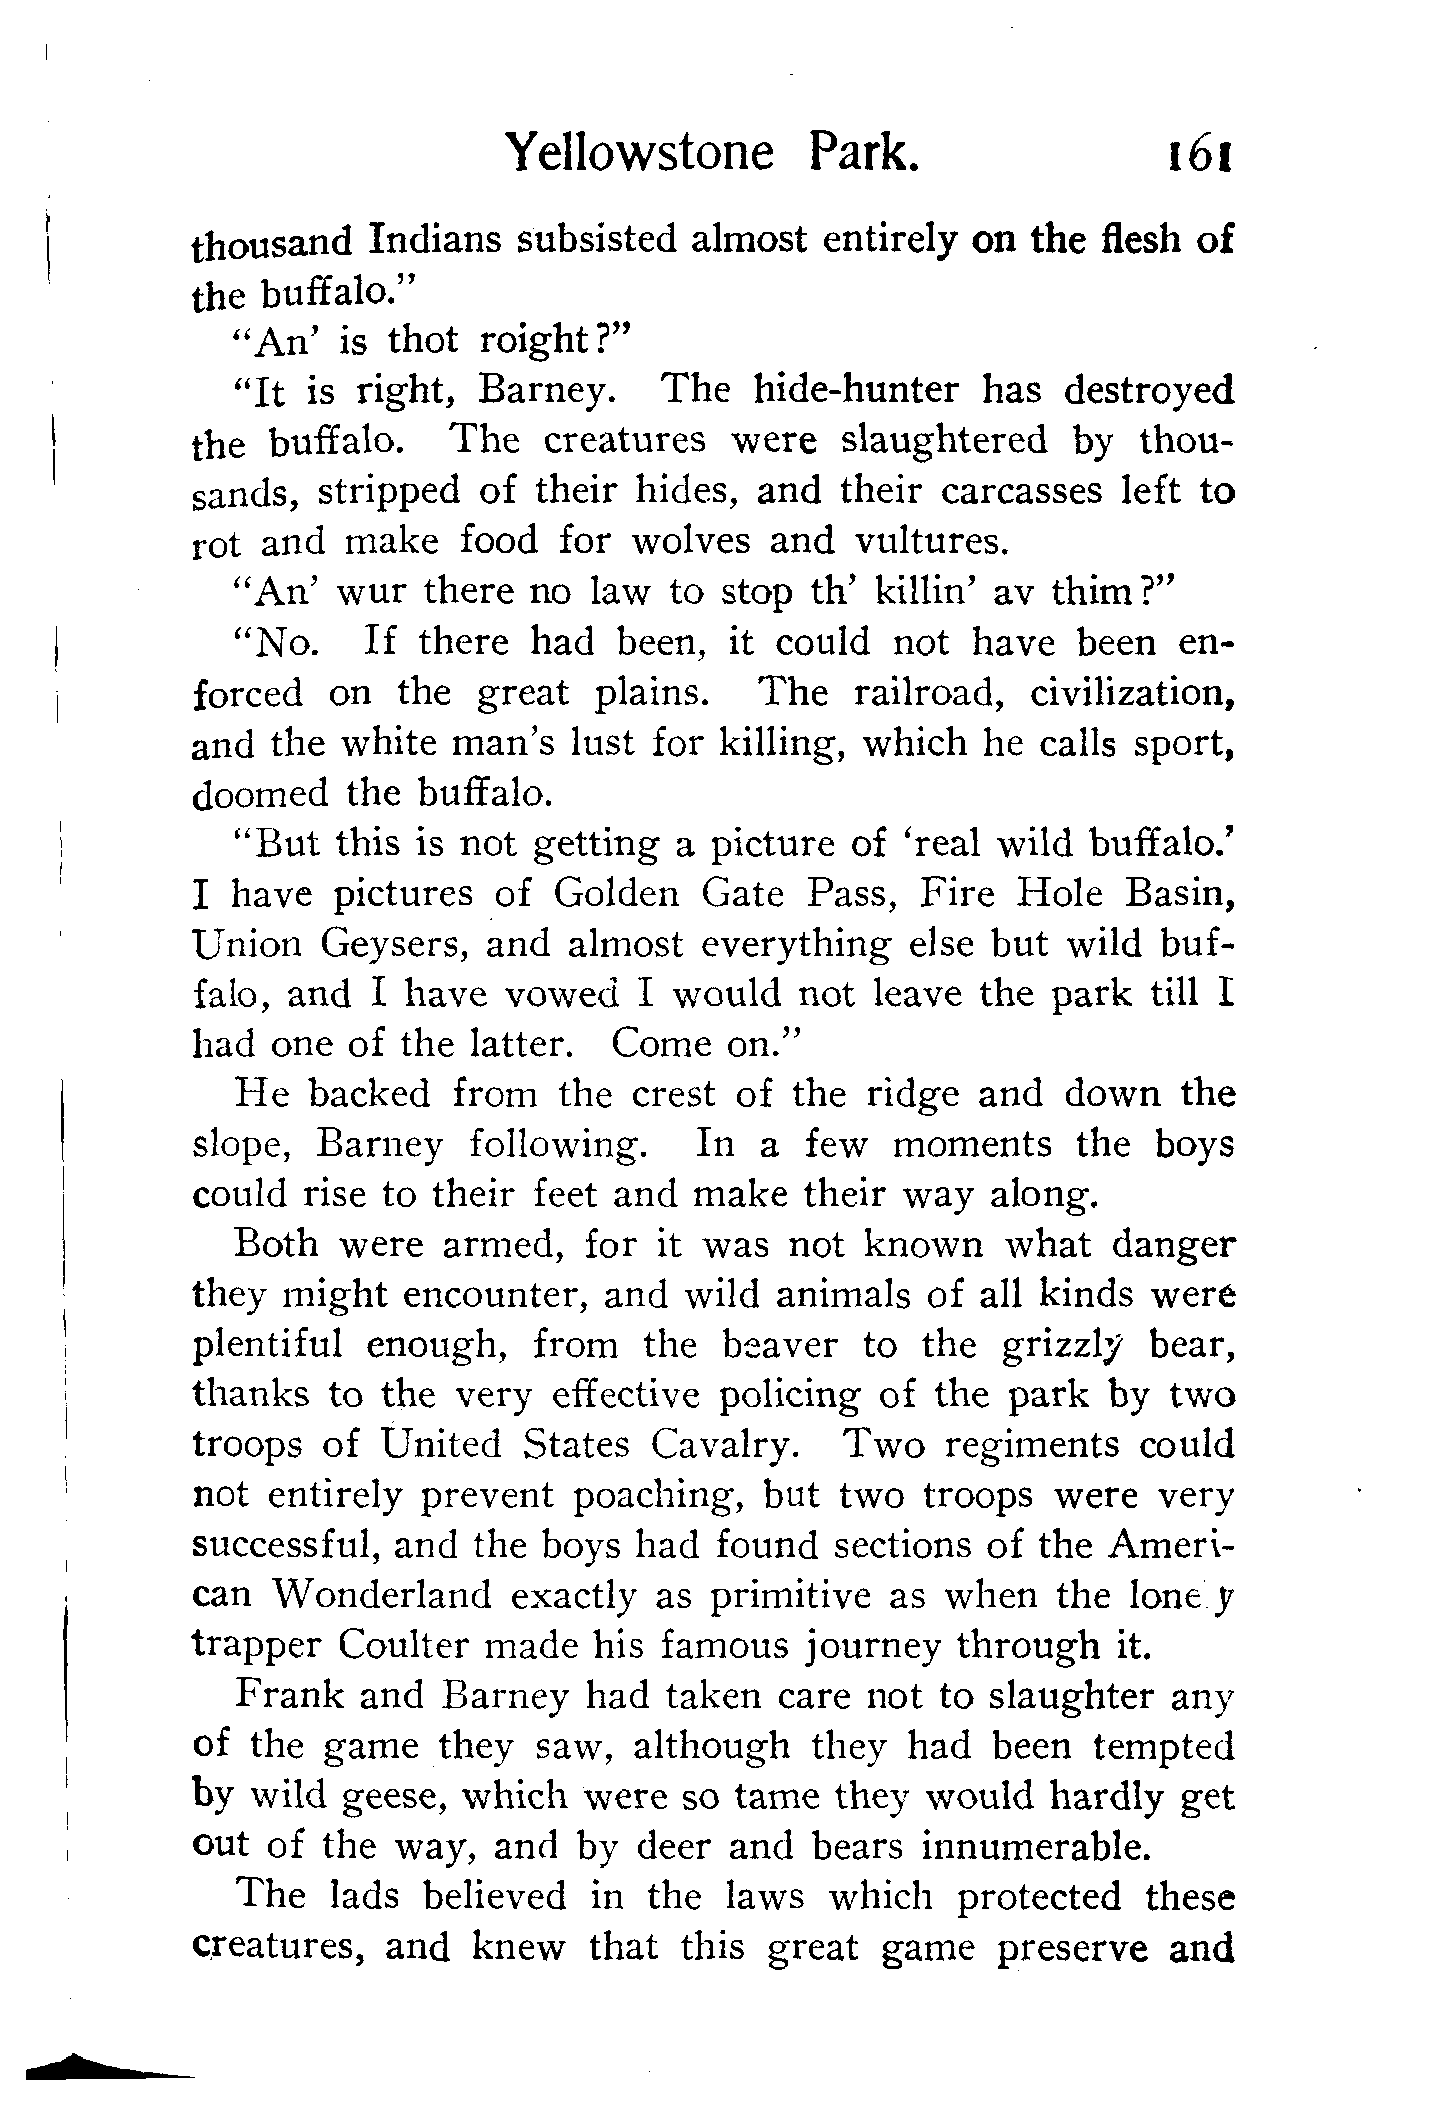 Yellowstone Park. 161
thousand Indians subsisted almost entirely on the flesh of
the buffalo."
"An' is thot roight?"
"It is right, Barney. The hide-hunter has destroyed
the buffalo. The creatures were slaughtered by thou-
sands, stripped of their hides, and their carcasses left to
rot and make food for wolves and vultures.
"An' wur there no law to stop th' killin' av thim?"
"No. If there had been, it could not have been en-
forced on the great plains. The railroad, civilization,
and the white man's lust for killing, which he calls sport,
doomed the buffalo.
"But this is not getting a picture of 'real wild buffalo.'
I have pictures of Golden Gate Pass, Fire Hole Basin,
Union Geysers, and almost everything else but wild buf-
falo, and I have vowed I would not leave the park till I
had one of the latter. Come on."
He backed from the crest of the ridge and down the
slope, Barney following. In a few moments the boys
could rise to their feet and make their way along.
Both were armed, for it was not known what danger
they might encounter, and wild animals of all kinds were
plentiful enough, from the beaver to the grizzly bear,
thanks to the very effective policing of the park by two
troops of United States Cavalry. Two regiments could
not entirely prevent poaching, but two troops were very
successful, and the boys had found sections of the Ameri-
can Wonderland exactly as primitive as when the lone y
trapper Coulter made his famous journey through it.
Frank and Barney had taken care not to slaughter any
of the game they saw, although they had been tempted
by wild geese, which were so tame they would hardly get
out of the way, and by deer and bears innumerable.
The lads believed in the laws which protected these
creatures, and knew that this great game preserve and